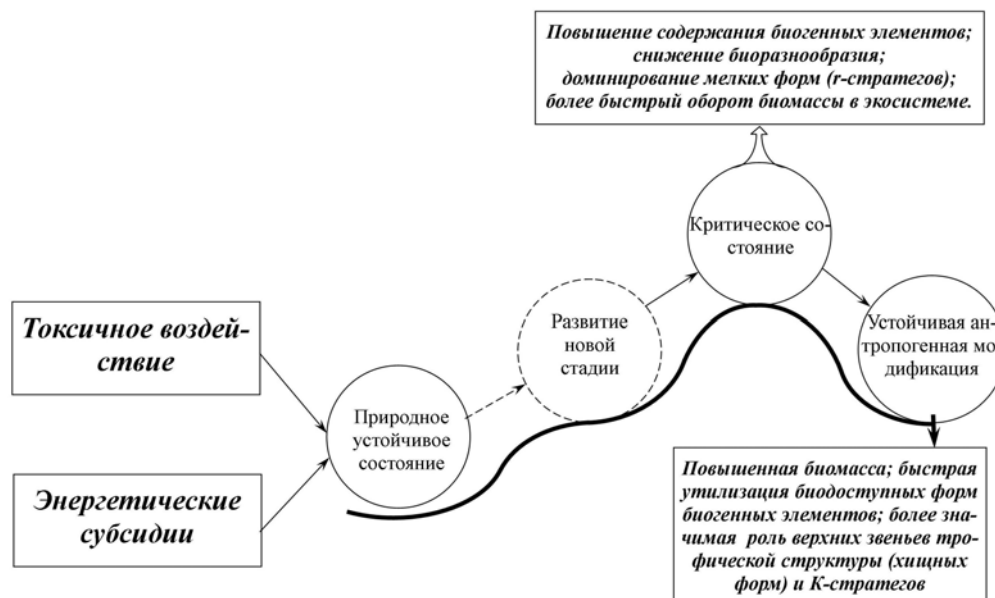 Повышение содержания биогенных элементов;
снижение биоразнообразия;
доминирование мелких форм (r-стратегов);
более быстрый оборот биомассы в экосистеме.
Критическое со-
стояние
Токсичное воздей-
ствие
Развитие
новой
стадии
Устойчивая ан-
тропогенная мо-
дификация
Природное
устойчивое
состояние
Энергетические
субсидии
Повышенная биомасса; быстрая
утилизация биодоступных форм
биогенных элементов; более зна-
чимая роль верхних звеньев тро-
фической структуры (хищных
форм) и К-стратегов